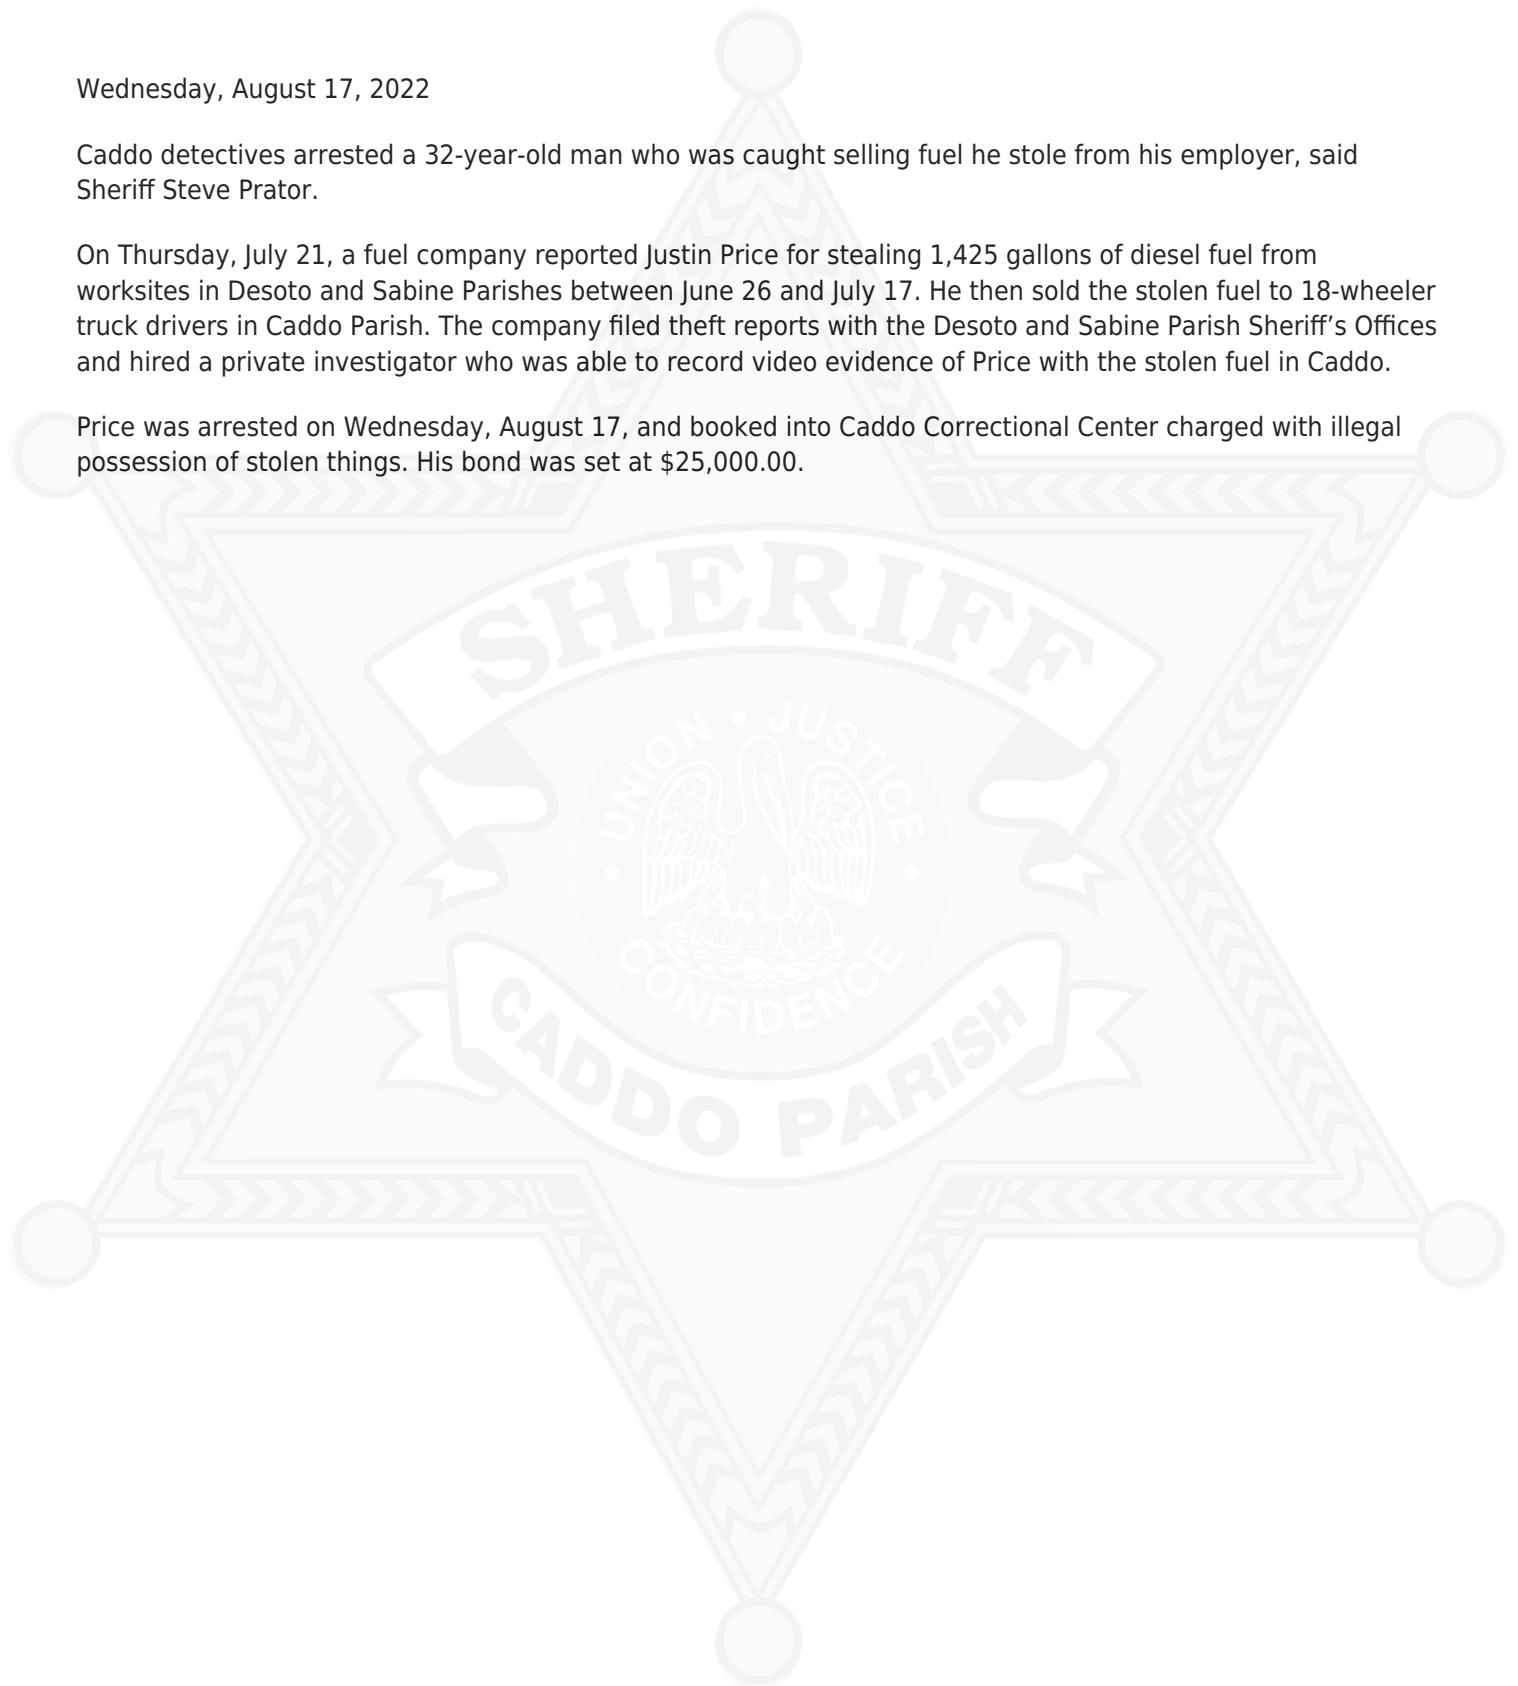 Wednesday, August 17, 2022
Caddo detectives arrested a 32-year-old man who was caught selling fuel he stole from his employer, said
Sheriff Steve Prator.
On Thursday, July 21, a fuel company reported Justin Price for stealing 1,425 gallons of diesel fuel from
worksites in Desoto and Sabine Parishes between June 26 and July 17. He then sold the stolen fuel to 18-wheeler
truck drivers in Caddo Parish. The company filed theft reports with the Desoto and Sabine Parish Sheriff’s Offices
and hired a private investigator who was able to record video evidence of Price with the stolen fuel in Caddo.
Price was arrested on Wednesday, August 17, and booked into Caddo Correctional Center charged with illegal
possession of stolen things. His bond was set at $25,000.00.
SHERIFF
UNION • JUSTICE
• CONFIDENCE •
CADDO PARISH